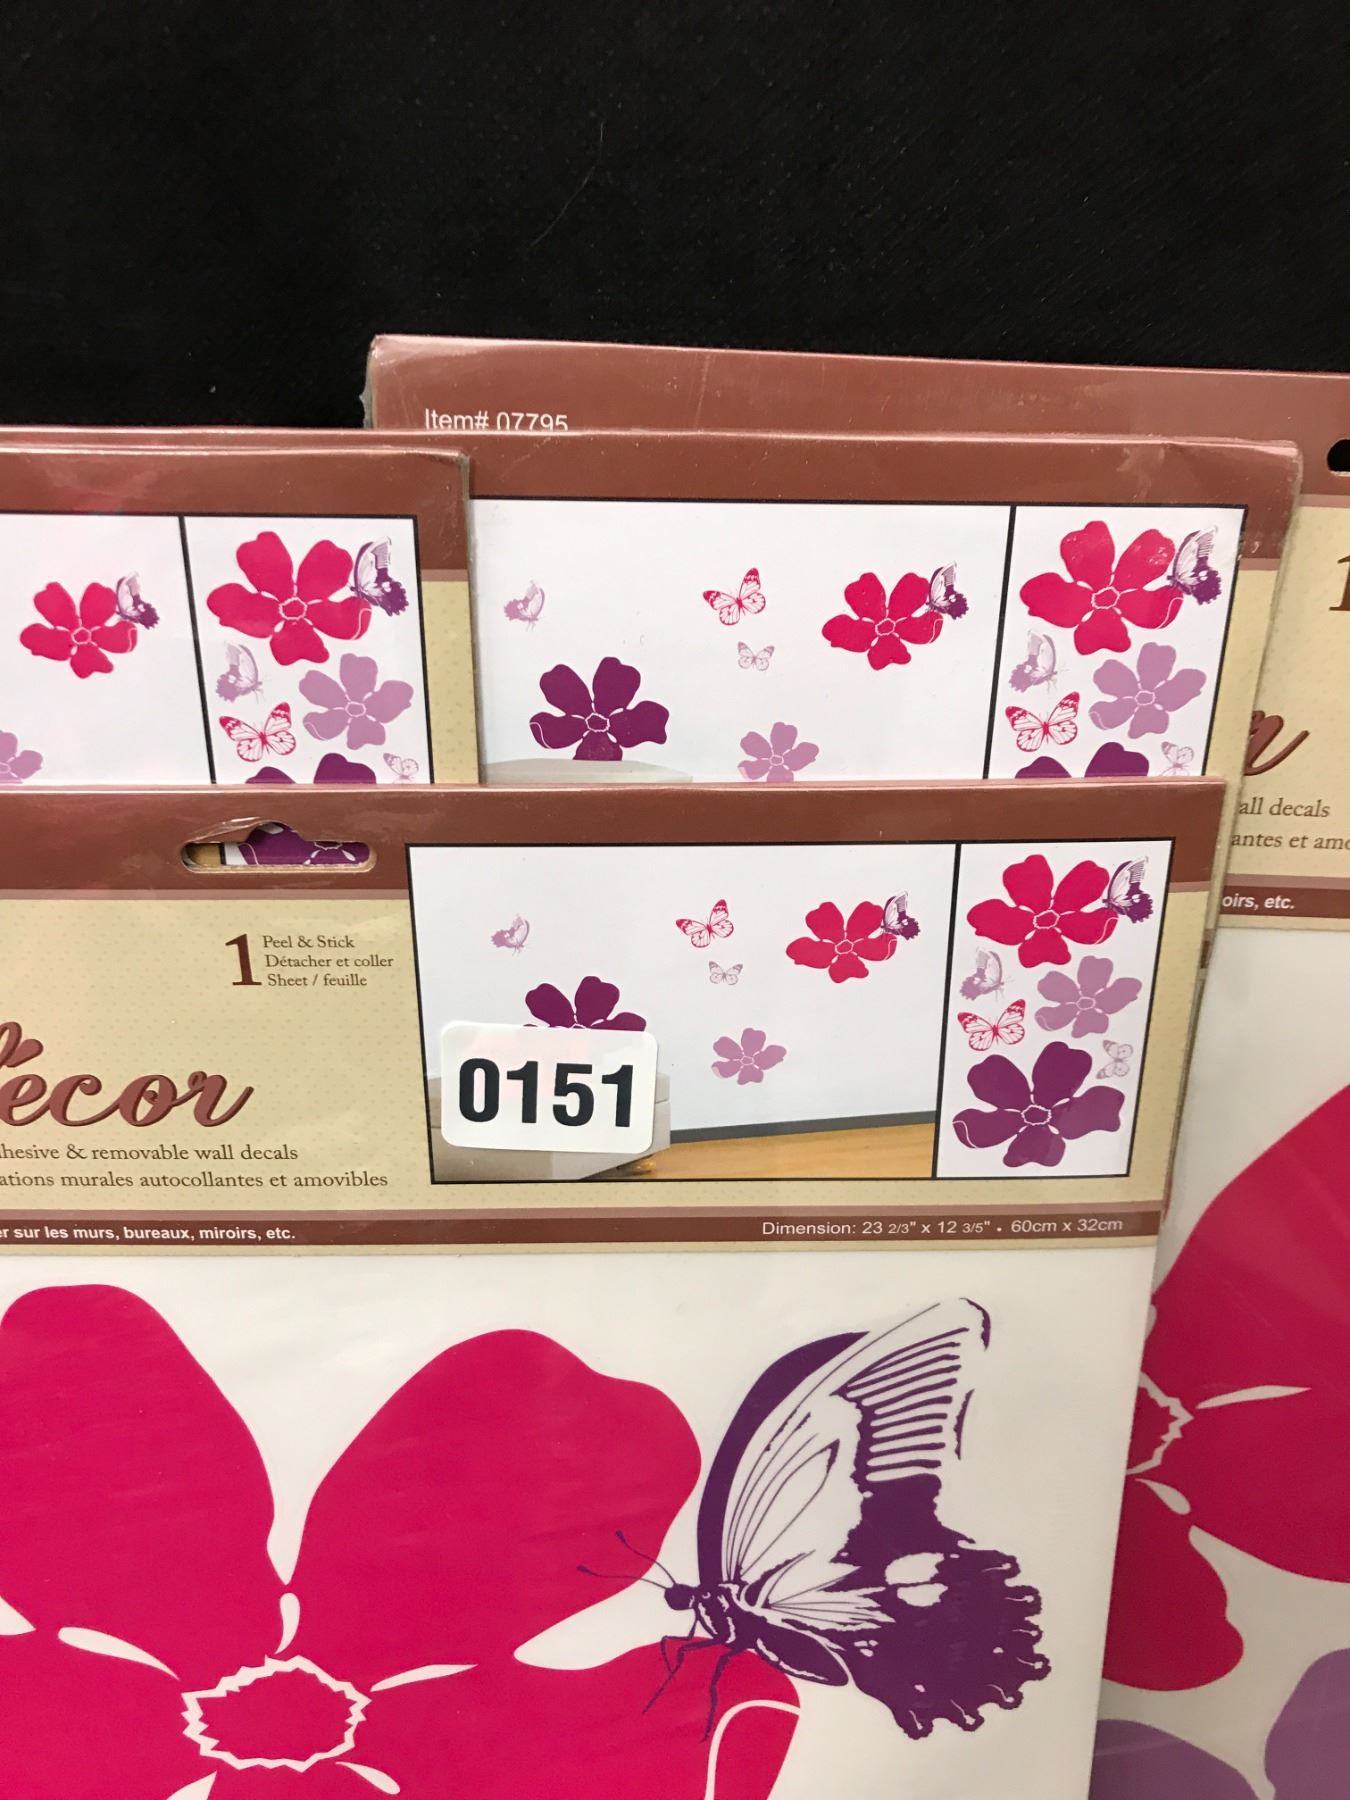 Item# 07795
1
all decals
antes et amo
oirs, etc.
1 Peel & Stick
Détacher et coller
Sheet / feuille
décor
hesive & removable wall decals
ations murales autocollantes et amovibles
er sur les murs, bureaux, miroirs, etc.
Dimension: 23 2/3" x 12 3/5" • 60cm x 32cm
0151